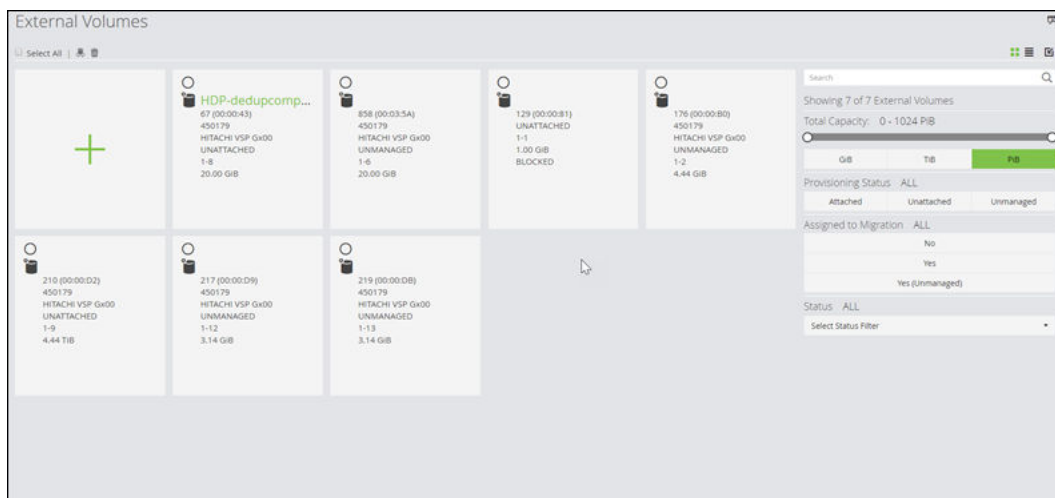 External Volumes
Select All |
HDP-dedupcomp...
67 (00:00:43)
450179
HITACHI VSP Gx00
UNATTACHED
1-8
20.00 GiB
858 (00:03:5A)
450179
HITACHI VSP Gx00
UNMANAGED
1-6
20.00 GiB
129 (00:00:81)
UNATTACHED
1-1
1.00 GiB
BLOCKED
176 (00:00:B0)
450179
HITACHI VSP Gx00
UNMANAGED
1-2
4.44 GiB
210 (00:00:D2)
450179
HITACHI VSP Gx00
UNATTACHED
1-9
4.44 TiB
217 (00:00:D9)
450179
HITACHI VSP Gx00
UNMANAGED
1-12
3.14 GiB
219 (00:00:DB)
450179
HITACHI VSP Gx00
UNMANAGED
1-13
3.14 GiB
Search
Showing 7 of 7 External Volumes
Total Capacity: 0 - 1024 PiB
GiB TiB PiB
Provisioning Status ALL
Attached Unattached Unmanaged
Assigned to Migration ALL
No
Yes
Yes (Unmanaged)
Status ALL
Select Status Filter